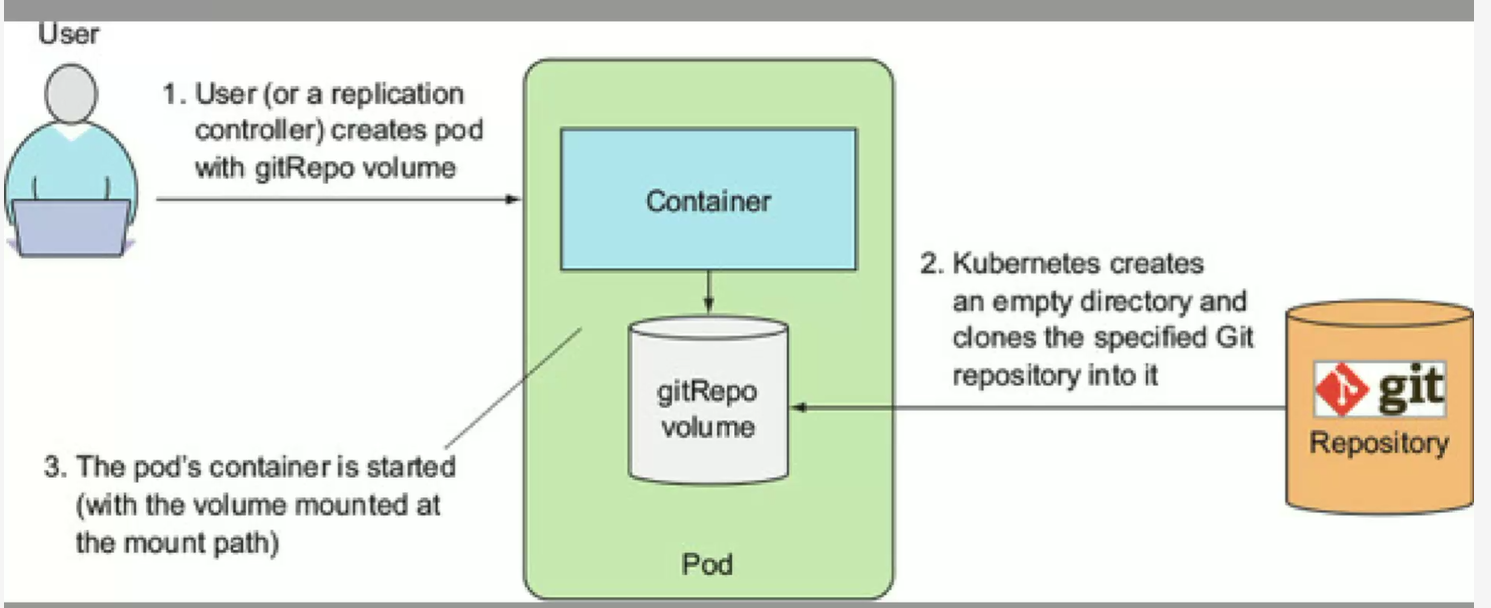 User
1. User (or a replication
controller) creates pod
with gitRepo volume
Container
2. Kubernetes creates
an empty directory and
clones the specified Git
repository into it
gitRepo
volume
git
Repository
3. The pod's container is started
(with the volume mounted at
the mount path)
Pod